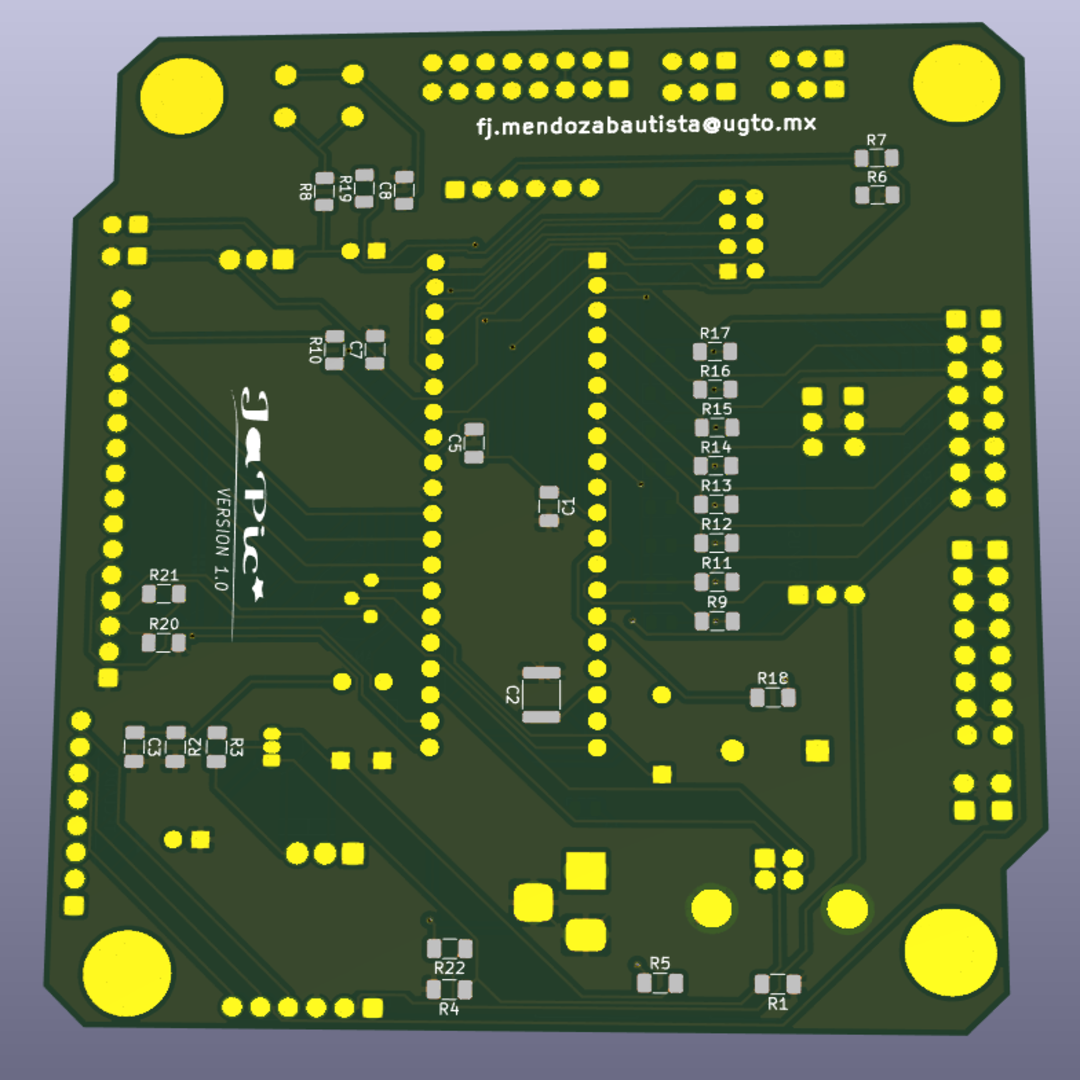 fj.mendozabautista@ugto.mx
R7
R6
R8
R19
C8
R10
C7
R17
R16
R15
R14
R13
R12
R11
R9
C5
C1
JaPic
VERSION 1.0
R21
R20
C2
R18
C3
R2
R3
R22
R4
R5
R1